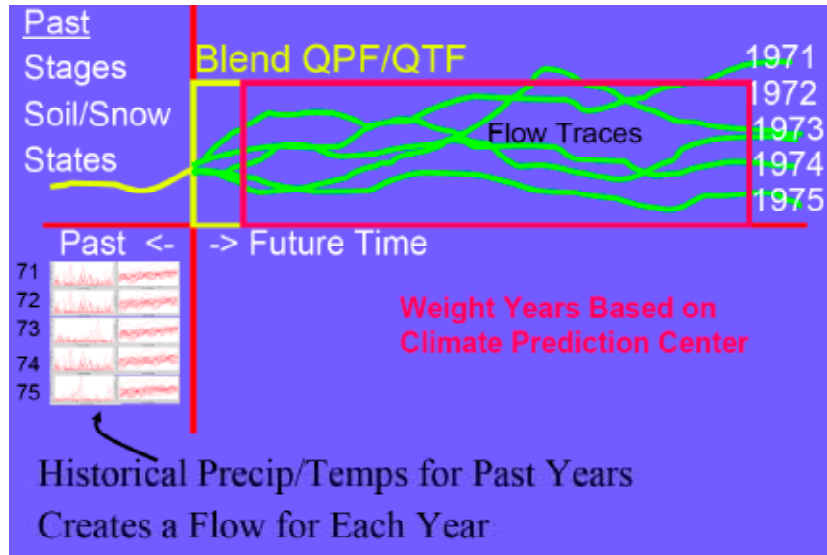 Past
Stages
Soil/Snow
States
Blend QPF/QTF
Flow Traces
1971
1972
1973
1974
1975
Past <- -> Future Time
71
72
73
74
75
Weight Years Based on
Climate Prediction Center
Historical Precip/Temps for Past Years
Creates a Flow for Each Year